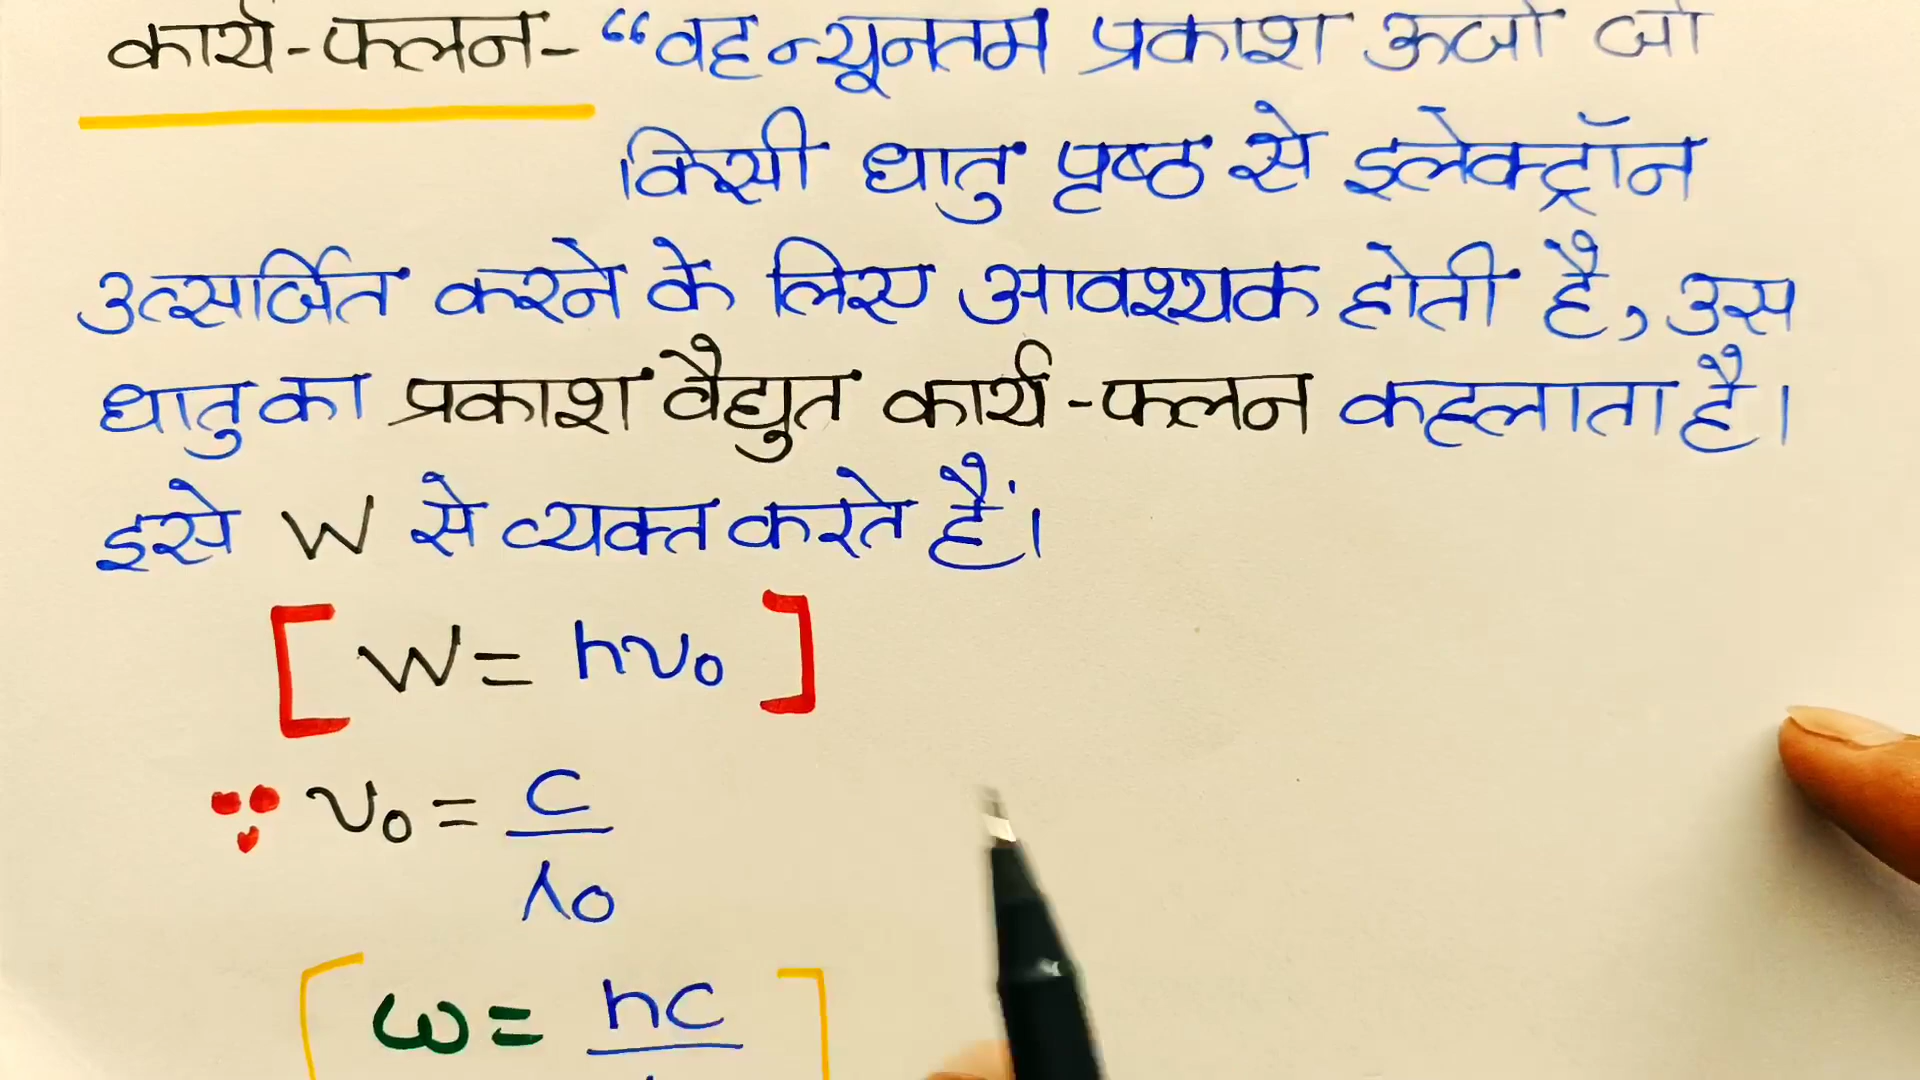 कार्य-फलन- “वह न्यूनतम प्रकाश ऊर्जा जो
किसी धातु पृष्ठ से इलेक्ट्रॉन
उत्सर्जित करने के लिए आवश्यक होती है, उस
धातु का प्रकाश वैद्युत कार्य-फलन कहलाता है।
इसे W से व्यक्त करते हैं।
[ W = hν₀ ]
∵ ν₀ = c / λ₀
[ ω = hc